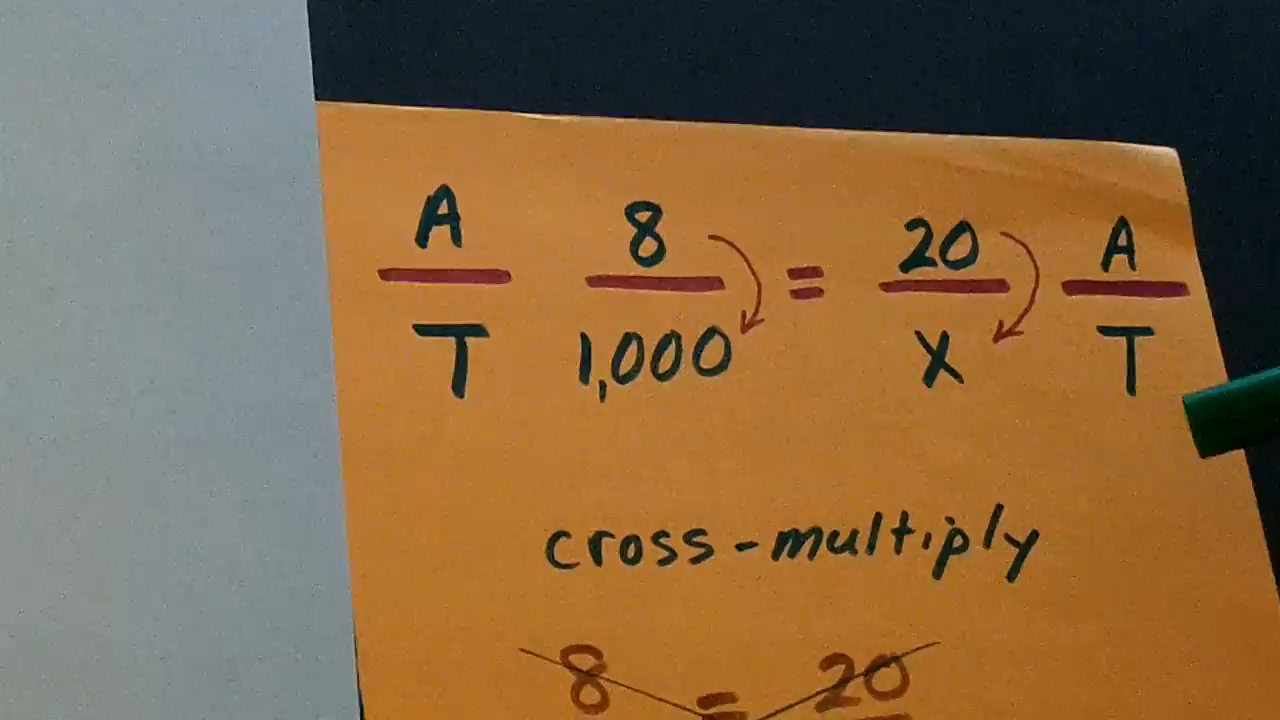 A 8 = 20 A
T 1,000 X T
cross-multiply
8 = 20